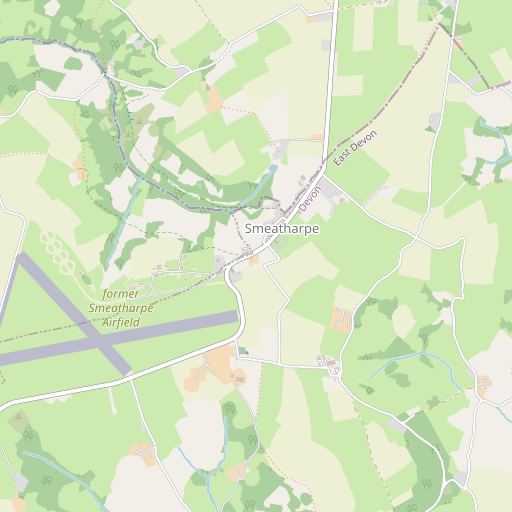 East Devon
Devon
Smeatharpe
former
Smeatharpe
Airfield